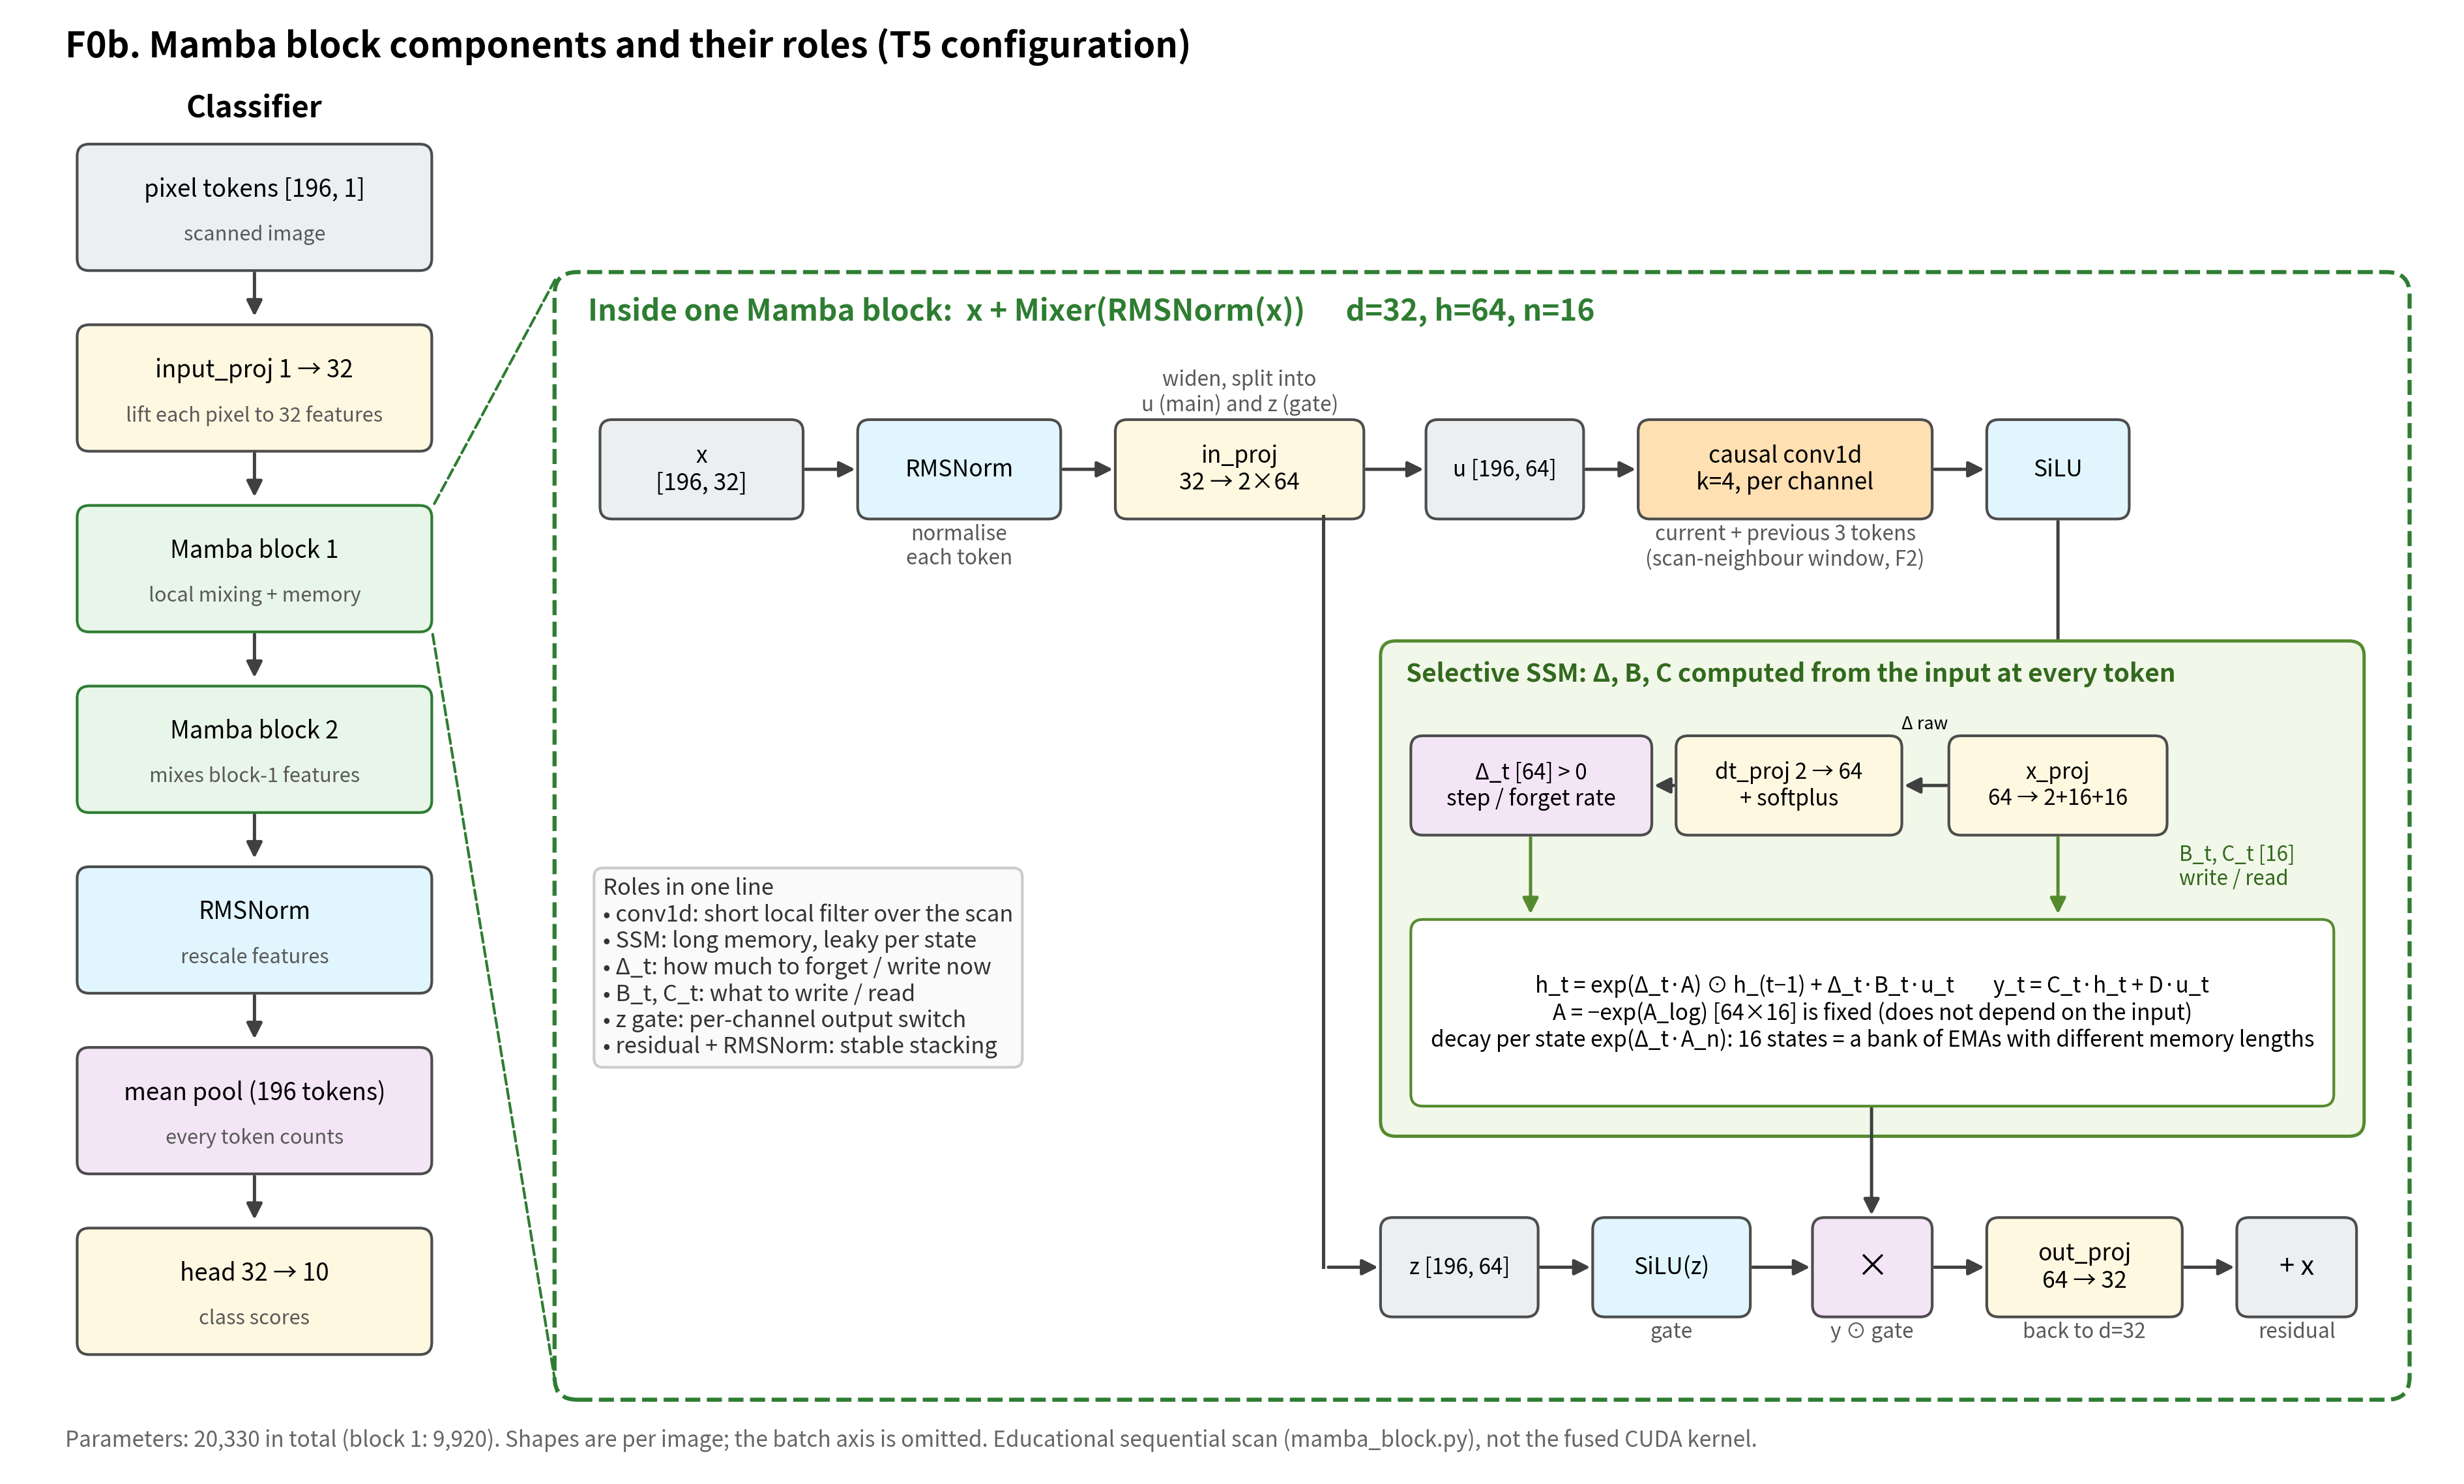 F0b. Mamba block components and their roles (T5 configuration)
Classifier
pixel tokens [196, 1]
scanned image
input_proj 1 → 32
lift each pixel to 32 features
Mamba block 1
local mixing + memory
Mamba block 2
mixes block-1 features
RMSNorm
rescale features
mean pool (196 tokens)
every token counts
head 32 → 10
class scores
Inside one Mamba block: x + Mixer(RMSNorm(x)) d=32, h=64, n=16
x
[196, 32]
RMSNorm
normalise
each token
widen, split into
u (main) and z (gate)
in_proj
32 → 2×64
u [196, 64]
causal conv1d
k=4, per channel
current + previous 3 tokens
(scan-neighbour window, F2)
SiLU
Selective SSM: Δ, B, C computed from the input at every token
Δ_t [64] > 0
step / forget rate
dt_proj 2 → 64
+ softplus
Δ raw
x_proj
64 → 2+16+16
B_t, C_t [16]
write / read
h_t = exp(Δ_t·A) ⊙ h_(t−1) + Δ_t·B_t·u_t y_t = C_t·h_t + D·u_t
A = −exp(A_log) [64×16] is fixed (does not depend on the input)
decay per state exp(Δ_t·A_n): 16 states = a bank of EMAs with different memory lengths
Roles in one line
• conv1d: short local filter over the scan
• SSM: long memory, leaky per state
• Δ_t: how much to forget / write now
• B_t, C_t: what to write / read
• z gate: per-channel output switch
• residual + RMSNorm: stable stacking
z [196, 64]
SiLU(z)
gate
×
y ⊙ gate
out_proj
64 → 32
back to d=32
+ x
residual
Parameters: 20,330 in total (block 1: 9,920). Shapes are per image; the batch axis is omitted. Educational sequential scan (mamba_block.py), not the fused CUDA kernel.